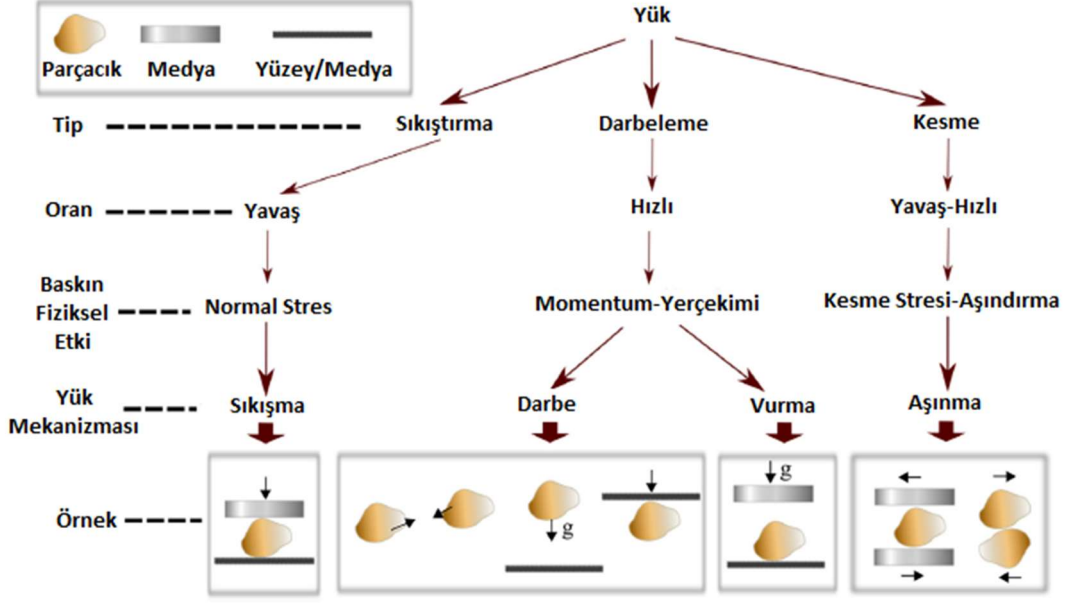 Yük
Parçacık Medya Yüzey/Medya
Tip Sıkıştırma Darbeleme Kesme
Oran Yavaş Hızlı Yavaş-Hızlı
Baskın
Fiziksel
Etki
Normal Stres Momentum-Yerçekimi Kesme Stresi-Aşındırma
Yük
Mekanizması
Sıkışma Darbe Vurma Aşınma
Örnek
g
g